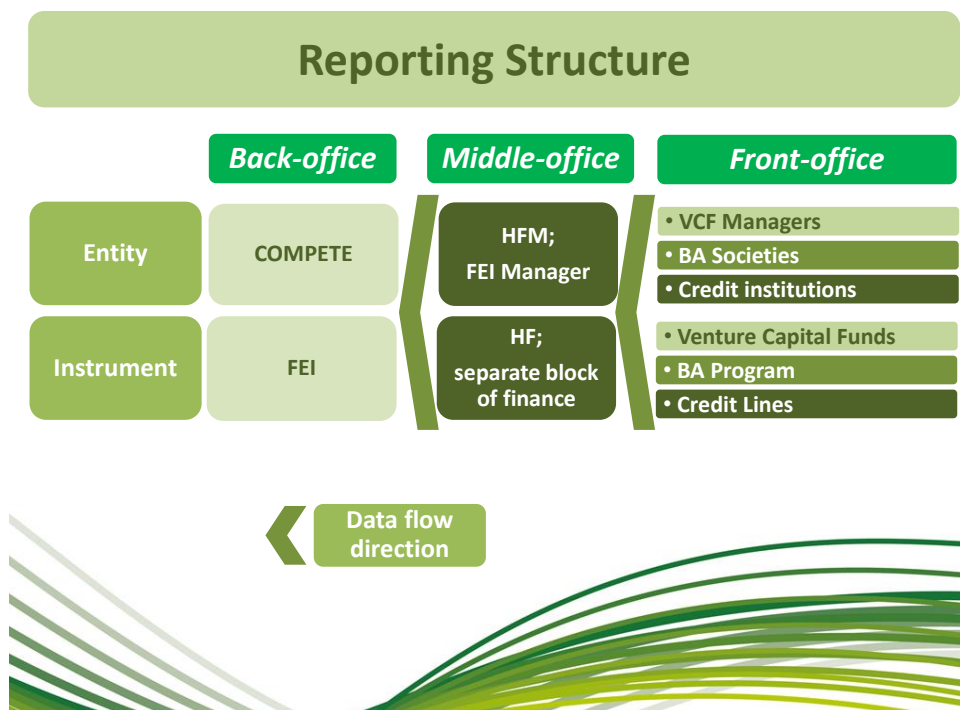 Reporting Structure
Back-office
Middle-office
Front-office
Entity
COMPETE
HFM;
FEI Manager
• VCF Managers
• BA Societies
• Credit institutions
Instrument
FEI
HF;
separate block
of finance
• Venture Capital Funds
• BA Program
• Credit Lines
Data flow
direction